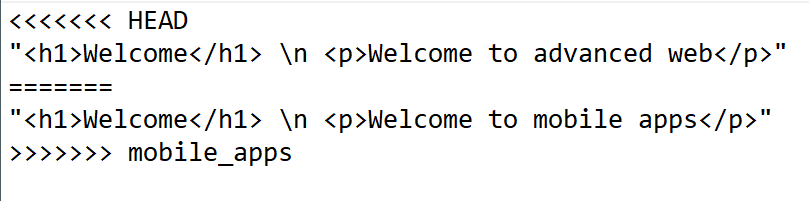 <<<<<<< HEAD
"<h1>Welcome</h1> \n <p>Welcome to advanced web</p>"
=======
"<h1>Welcome</h1> \n <p>Welcome to mobile apps</p>"
>>>>>>> mobile_apps